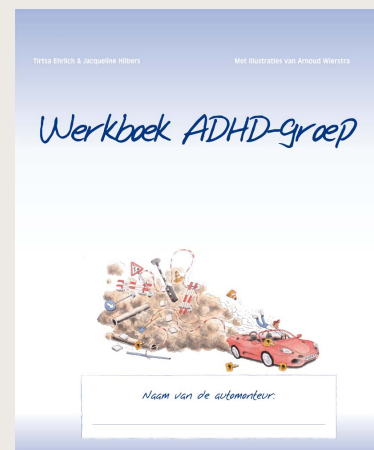 Tirtsa Ehrlich & Jacqueline Hilbers
Met illustraties van Arnoud Wierstra
Werkboek ADHD-groep
Naam van de automonteur: